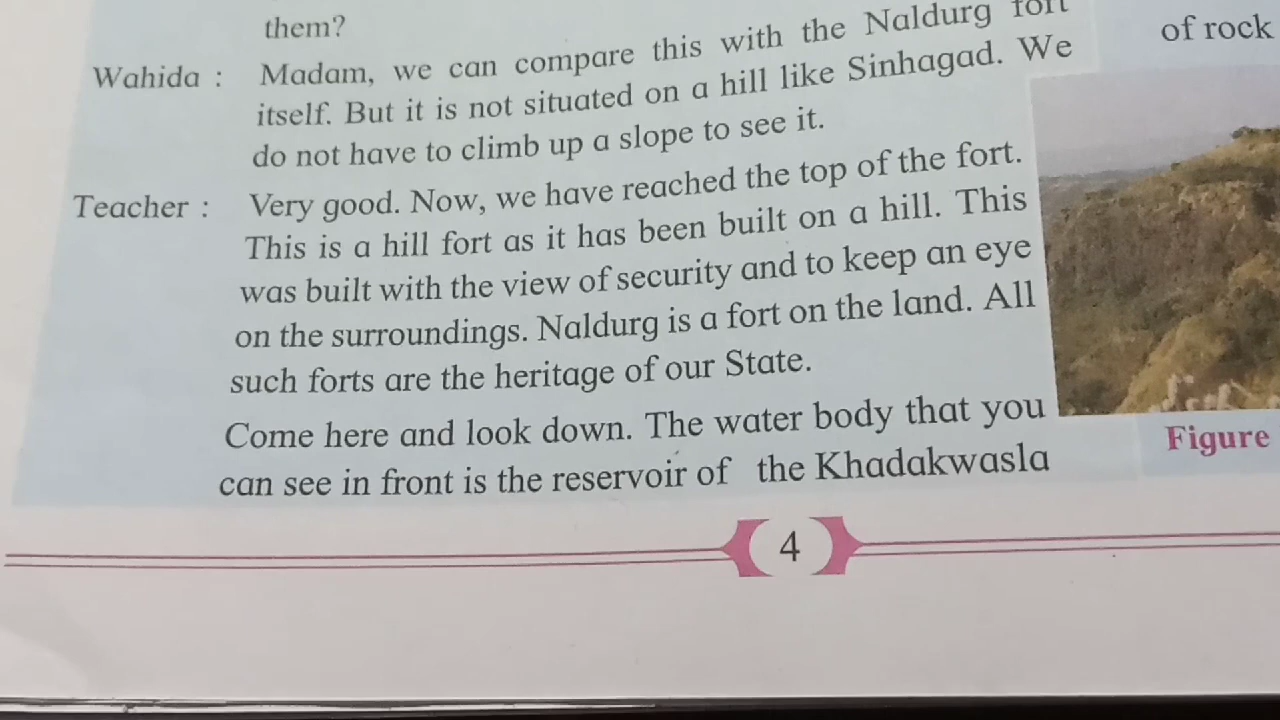 them?
Wahida : Madam, we can compare this with the Naldurg fort
itself. But it is not situated on a hill like Sinhagad. We
do not have to climb up a slope to see it.
Teacher : Very good. Now, we have reached the top of the fort.
This is a hill fort as it has been built on a hill. This
was built with the view of security and to keep an eye
on the surroundings. Naldurg is a fort on the land. All
such forts are the heritage of our State.
Come here and look down. The water body that you
can see in front is the reservoir of the Khadakwasla
4
of rock
Figure